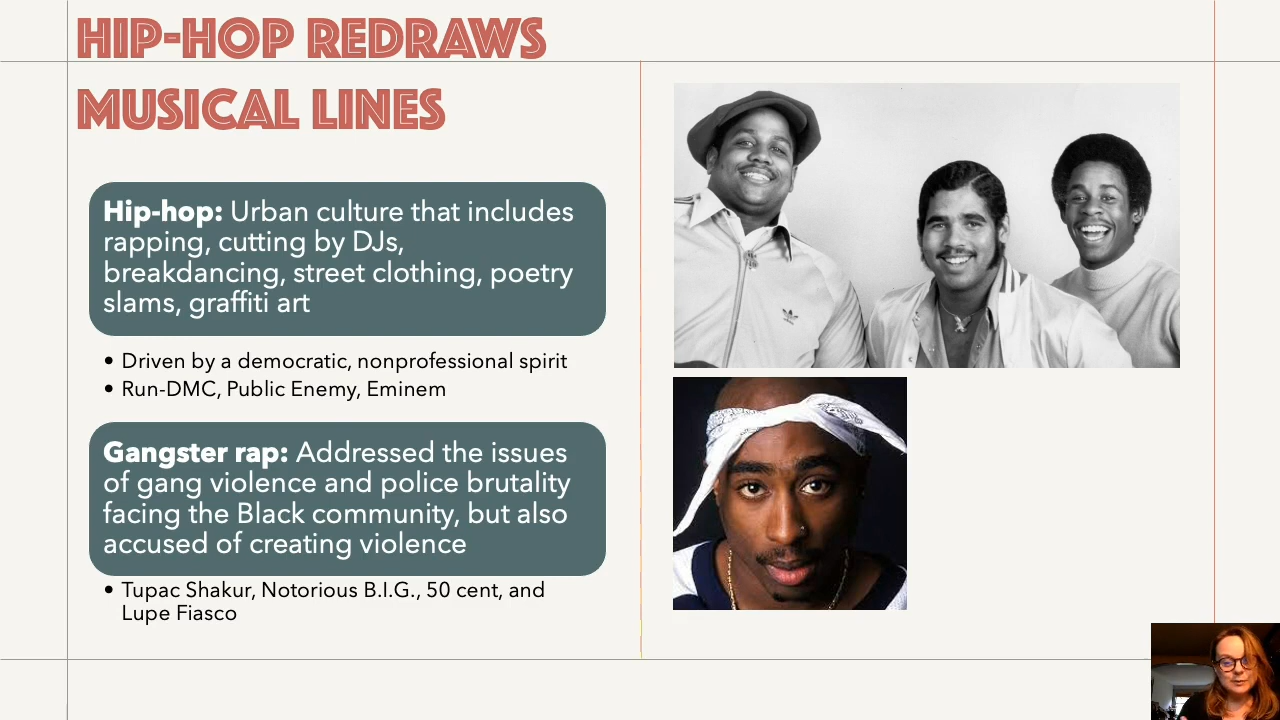 HIP-HOP REDRAWS
MUSICAL LINES
Hip-hop: Urban culture that includes
rapping, cutting by DJs,
breakdancing, street clothing, poetry
slams, graffiti art
• Driven by a democratic, nonprofessional spirit
• Run-DMC, Public Enemy, Eminem
Gangster rap: Addressed the issues
of gang violence and police brutality
facing the Black community, but also
accused of creating violence
• Tupac Shakur, Notorious B.I.G., 50 cent, and
Lupe Fiasco